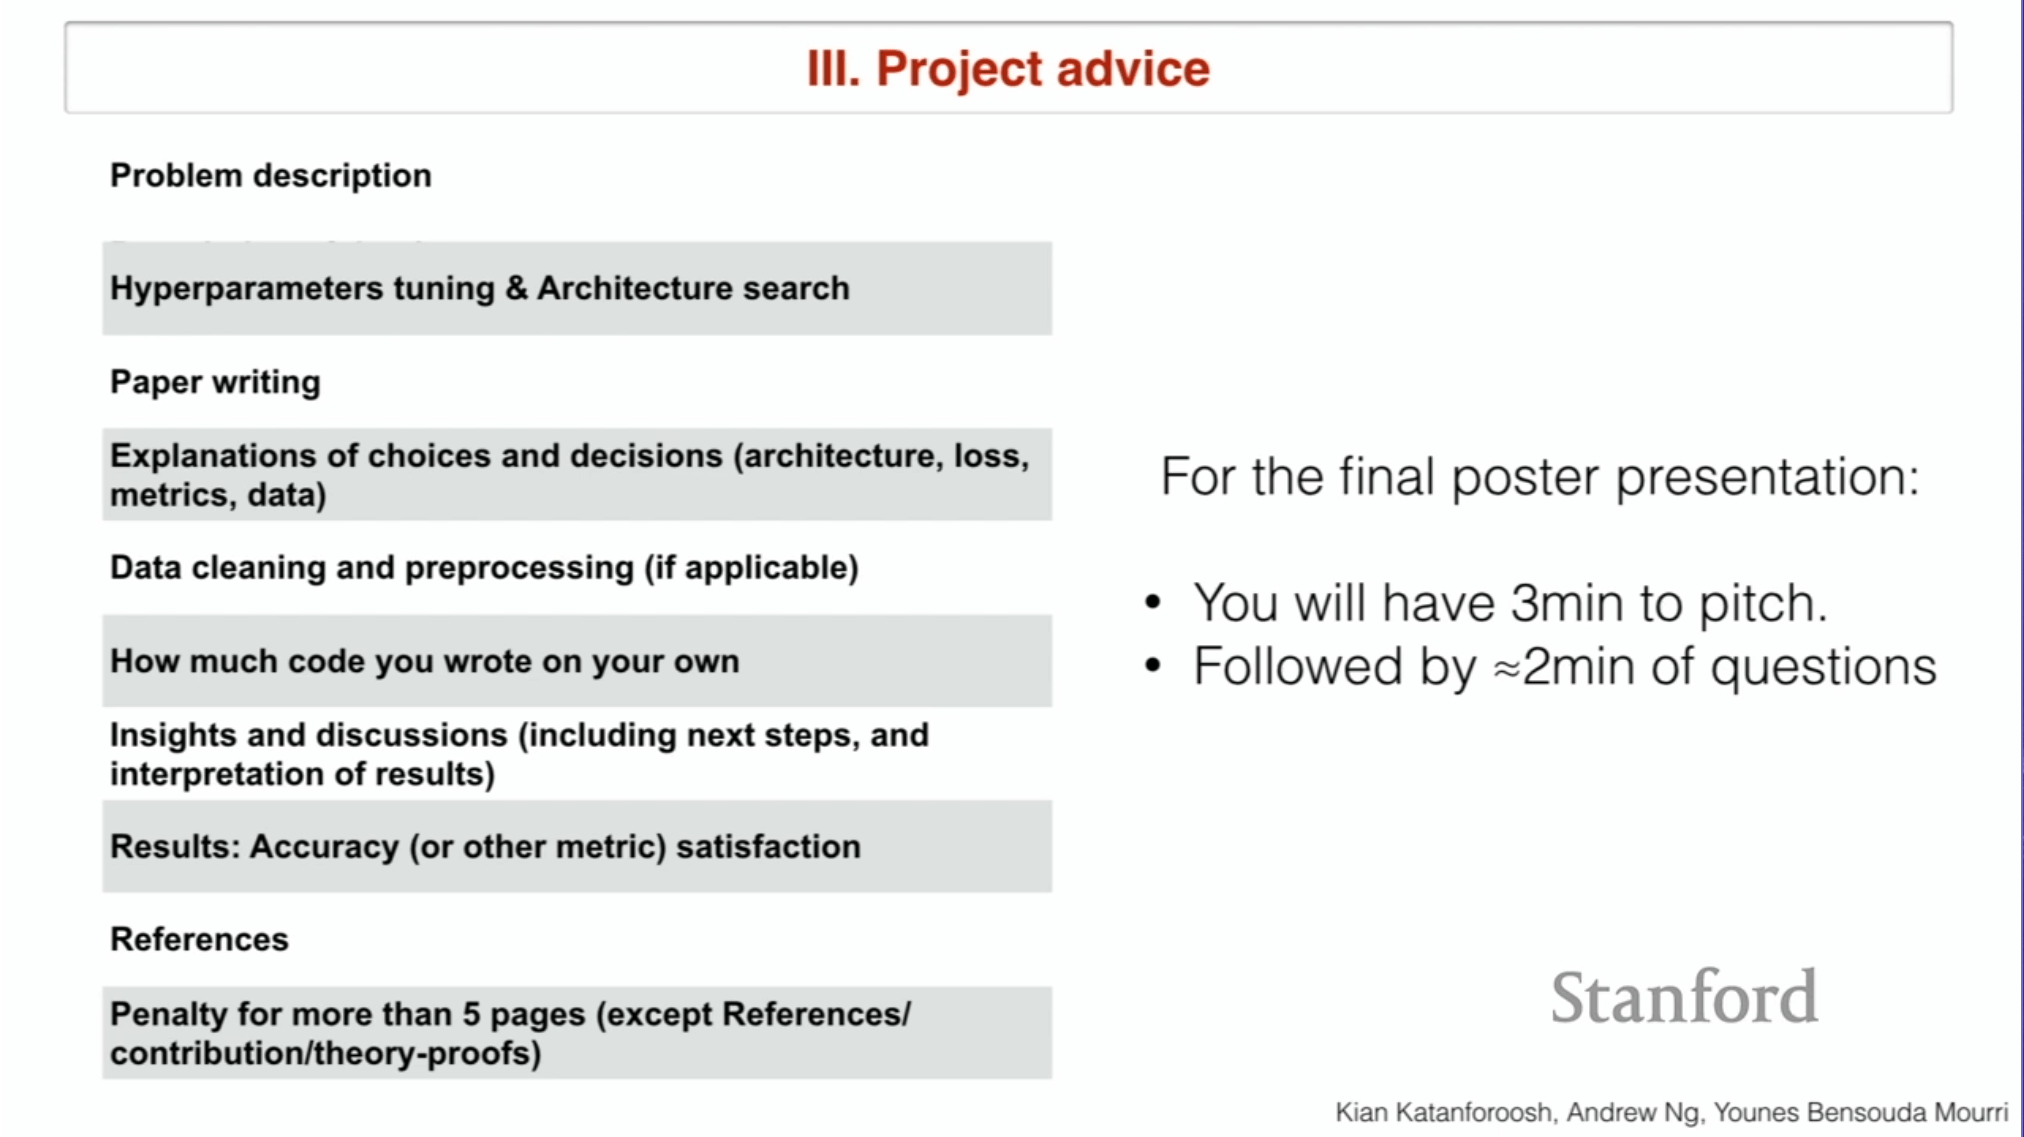 III. Project advice
Problem description
Hyperparameters tuning & Architecture search
Paper writing
Explanations of choices and decisions (architecture, loss,
metrics, data)
Data cleaning and preprocessing (if applicable)
How much code you wrote on your own
Insights and discussions (including next steps, and
interpretation of results)
Results: Accuracy (or other metric) satisfaction
References
Penalty for more than 5 pages (except References/
contribution/theory-proofs)
For the final poster presentation:
• You will have 3min to pitch.
• Followed by ≈2min of questions
Stanford
Kian Katanforoosh, Andrew Ng, Younes Bensouda Mourri